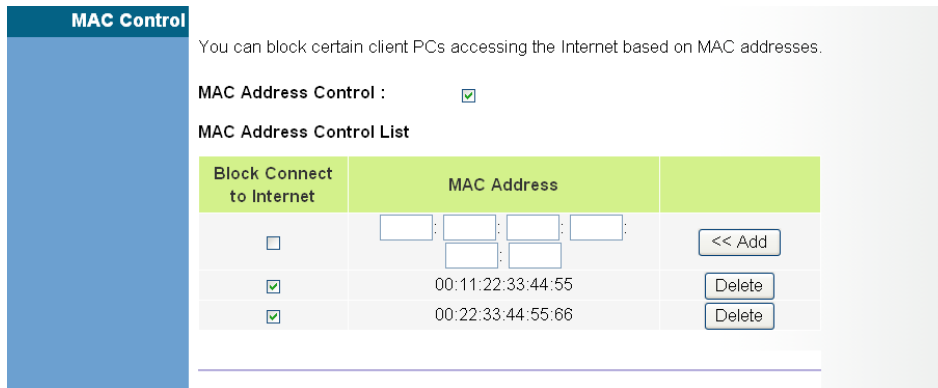 MAC Control
You can block certain client PCs accessing the Internet based on MAC addresses.
MAC Address Control :
MAC Address Control List
Block Connect
to Internet
MAC Address
: : : :
:
<< Add
00:11:22:33:44:55
Delete
00:22:33:44:55:66
Delete